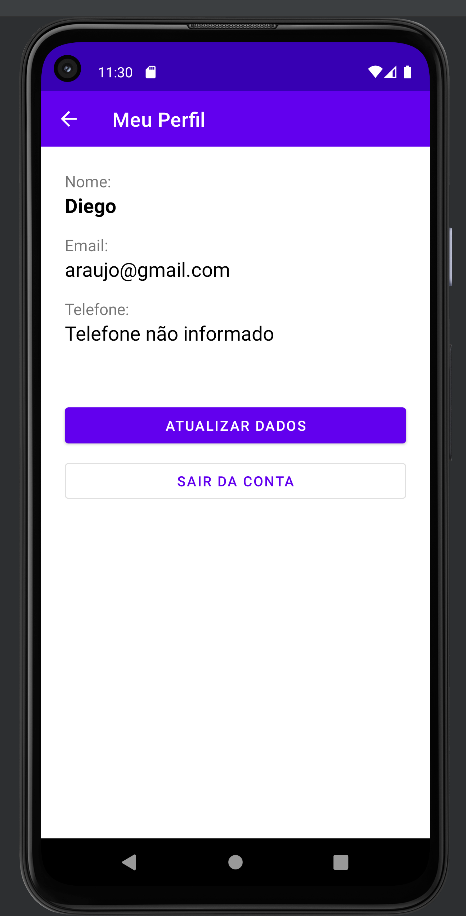 11:30
Meu Perfil
Nome:
Diego
Email:
araujo@gmail.com
Telefone:
Telefone não informado
ATUALIZAR DADOS
SAIR DA CONTA